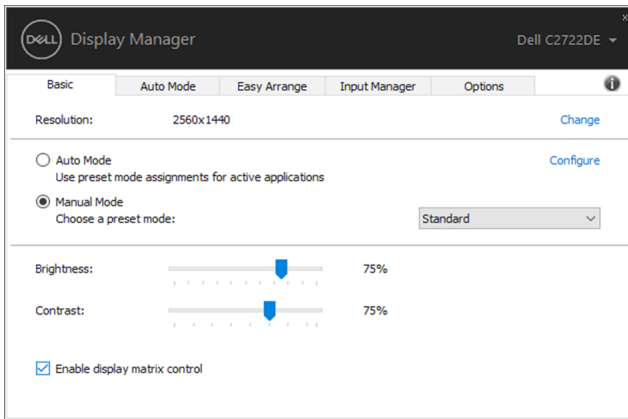 x
DELL Display Manager Dell C2722DE
Basic Auto Mode Easy Arrange Input Manager Options i
Resolution: 2560x1440 Change
Auto Mode Configure
Use preset mode assignments for active applications
Manual Mode
Choose a preset mode: Standard
Brightness: 75%
Contrast: 75%
Enable display matrix control